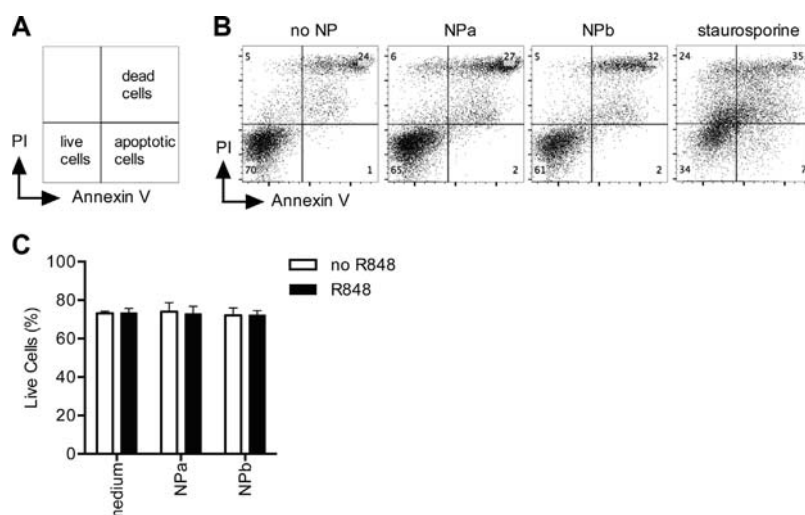 A
dead
cells
PI
live
cells
apoptotic
cells
Annexin V
B
no NP
NPa
NPb
staurosporine
5
24
6
27
5
32
24
35
PI
70
1
65
2
61
2
34
7
Annexin V
C
no R848
R848
Live Cells (%)
100
80
60
40
20
0
NPa
NPb